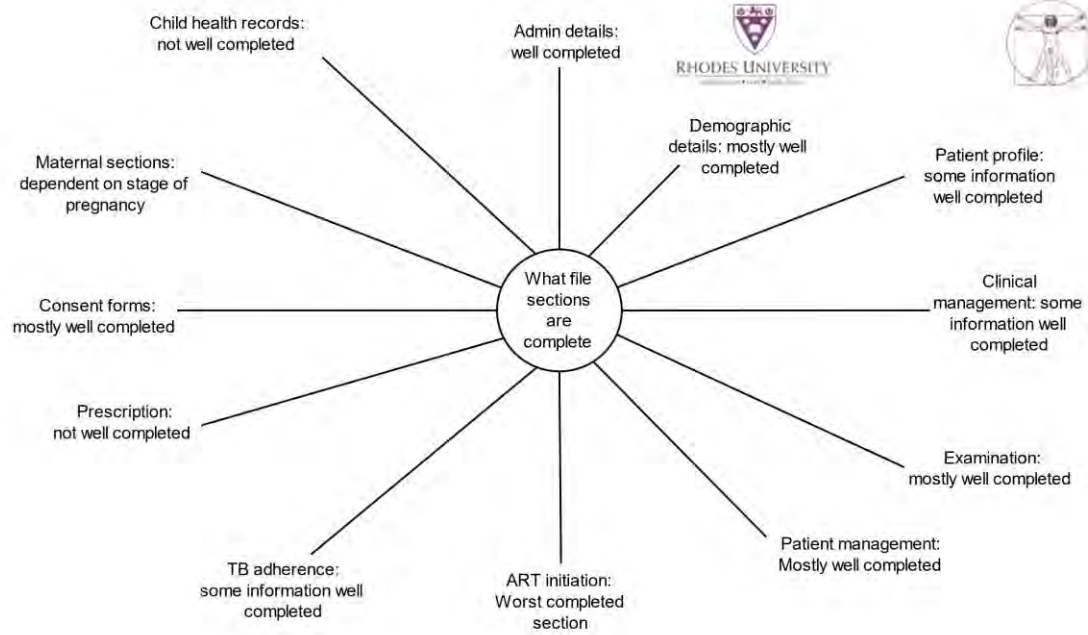 Child health records:
not well completed
Admin details:
well completed
RHODES UNIVERSITY
Demographic
details: mostly well
completed
Patient profile:
some information
well completed
Maternal sections:
dependent on stage of
pregnancy
What file
sections
are
complete
Clinical
management: some
information well
completed
Consent forms:
mostly well completed
Prescription:
not well completed
Examination:
mostly well completed
Patient management:
Mostly well completed
TB adherence:
some information well
completed
ART initiation:
Worst completed
section